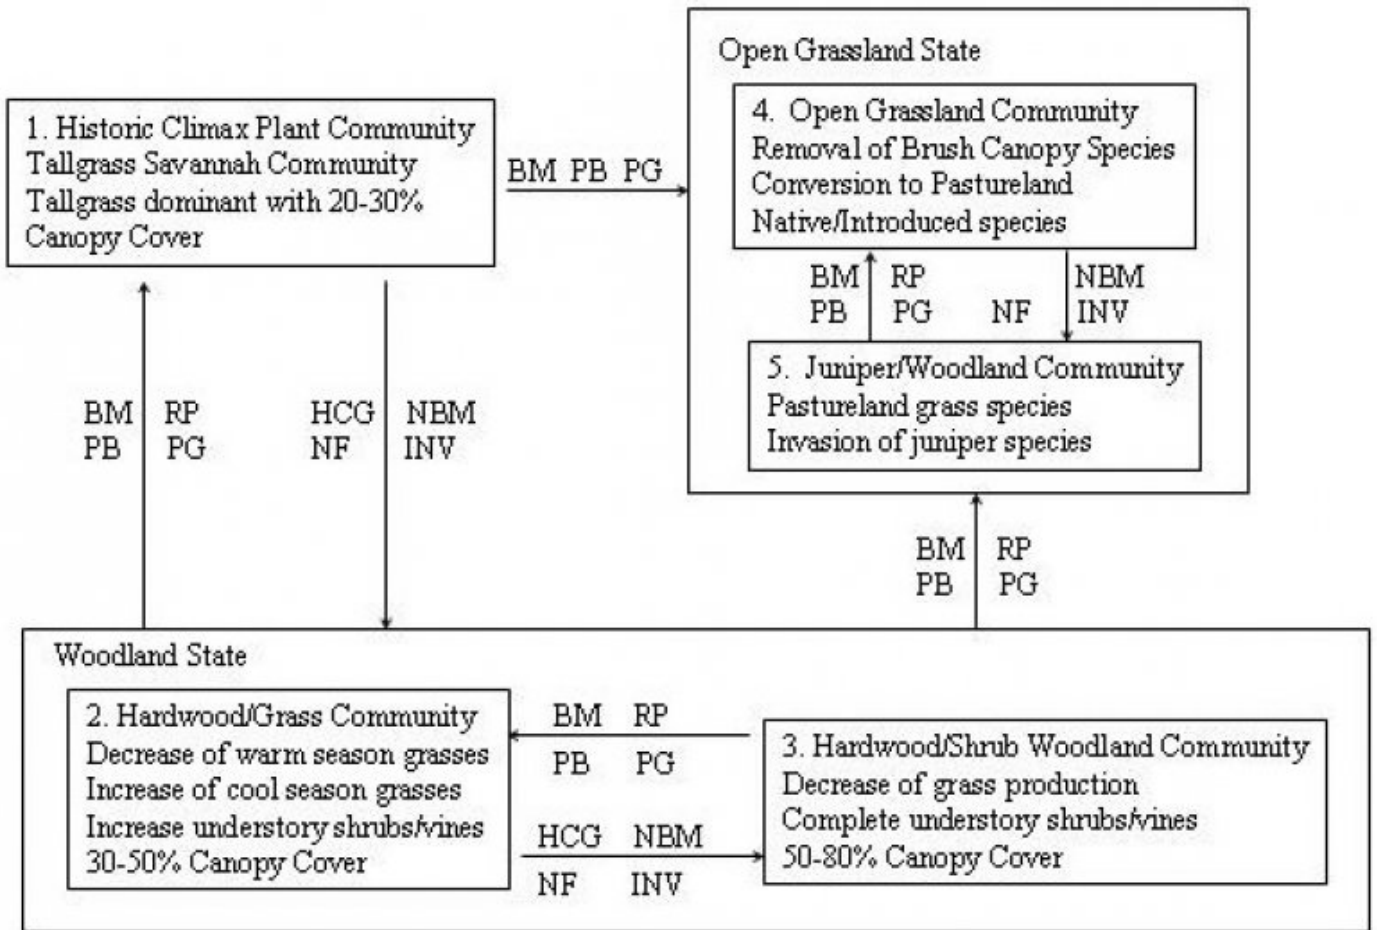 Open Grassland State
1. Historic Climax Plant Community
Tallgrass Savannah Community
Tallgrass dominant with 20-30%
Canopy Cover
BM PB PG
4. Open Grassland Community
Removal of Brush Canopy Species
Conversion to Pastureland
Native/Introduced species
BM RP
PB PG
NBM
NF INV
5. Juniper/Woodland Community
Pastureland grass species
Invasion of juniper species
BM RP
PB PG
HCG NBM
NF INV
BM RP
PB PG
Woodland State
2. Hardwood/Grass Community
Decrease of warm season grasses
Increase of cool season grasses
Increase understory shrubs/vines
30-50% Canopy Cover
BM RP
PB PG
HCG NBM
NF INV
3. Hardwood/Shrub Woodland Community
Decrease of grass production
Complete understory shrubs/vines
50-80% Canopy Cover